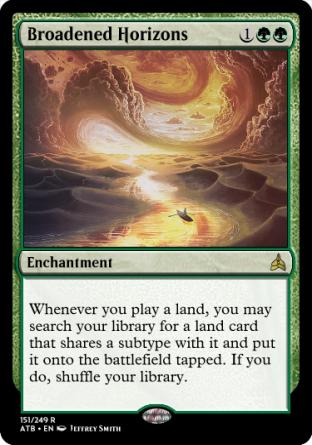 Broadened Horizons 1
Enchantment
Whenever you play a land, you may
search your library for a land card
that shares a subtype with it and put
it onto the battlefield tapped. If you
do, shuffle your library.
151/249 R
ATB • EN Jeffrey Smith